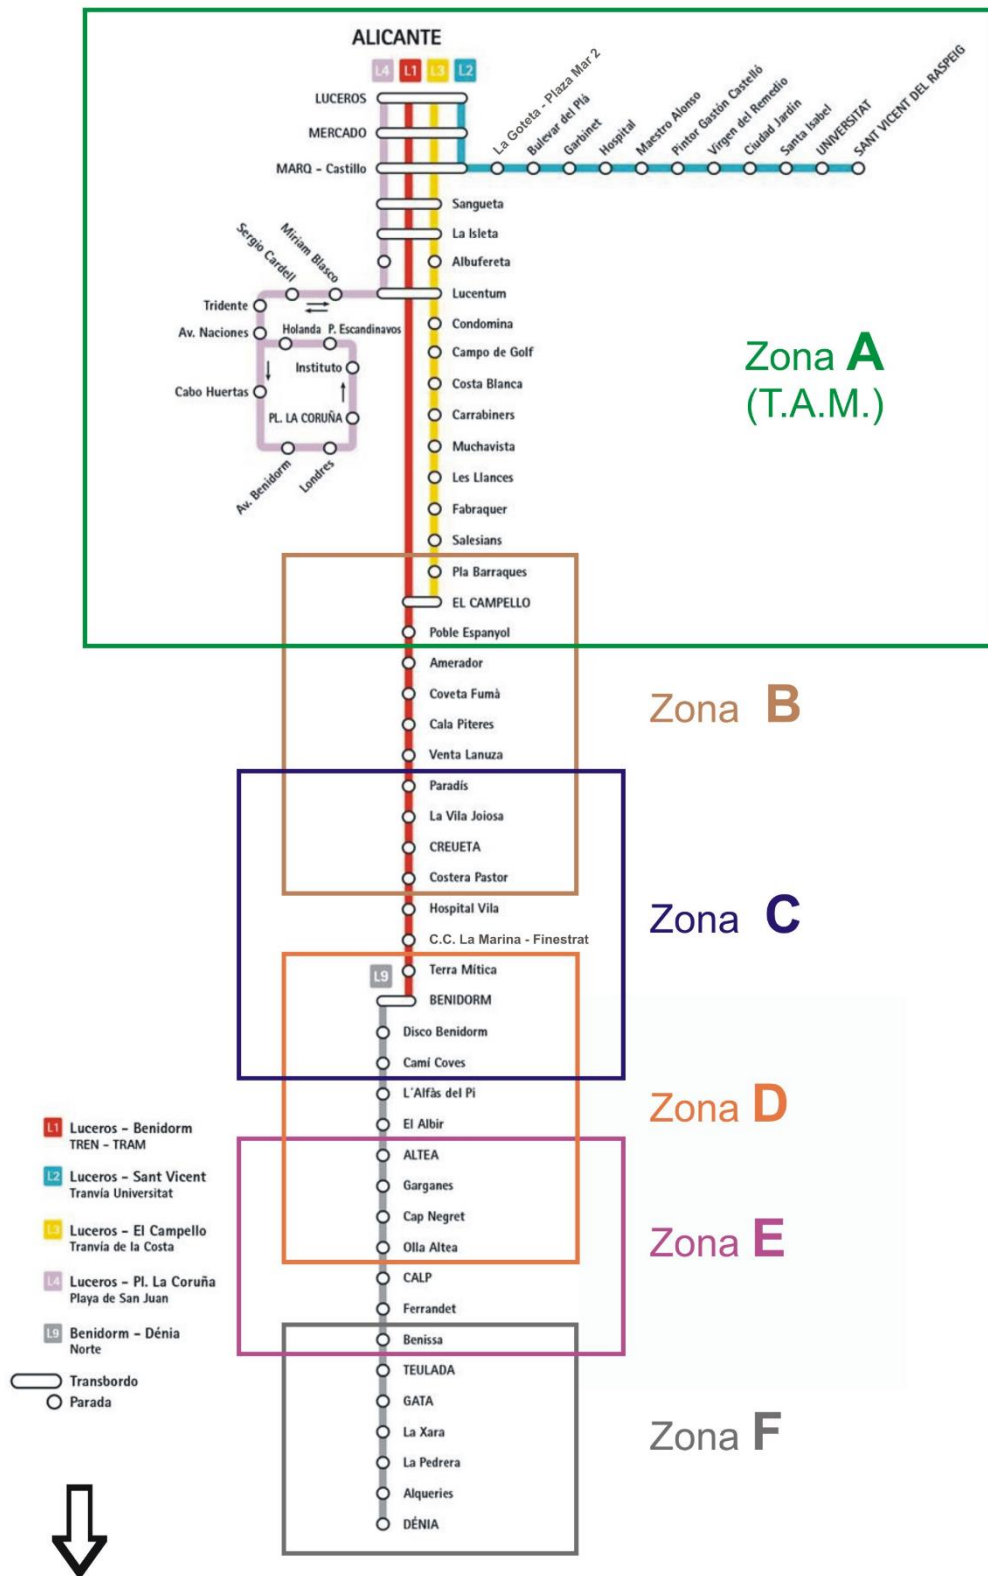 ALICANTE
L4 L1 L3 L2
LUCEROS
MERCADO
MARQ - Castillo
La Goteta - Plaza Mar 2
Bulevar del Plá
Garbinet
Hospital
Maestro Alonso
Pintor Gastón Castelló
Virgen del Remedio
Ciudad Jardín
Santa Isabel
UNIVERSITAT
SANT VICENT DEL RASPEIG
Sangueta
La Isleta
Albufereta
Lucentum
Miriam Blasco
Sergio Cardell
Tridente
Av. Naciones
Holanda
P. Escandinavos
Instituto
Cabo Huertas
PL. LA CORUÑA
Av. Benidorm
Londres
Condomina
Campo de Golf
Costa Blanca
Carrabiners
Muchavista
Les Llances
Fabraquer
Salesians
Pla Barraques
EL CAMPELLO
Poble Espanyol
Zona A
(T.A.M.)
Amerador
Coveta Fumà
Cala Piteres
Venta Lanuza
Zona B
Paradís
La Vila Joiosa
CREUETA
Costera Pastor
Hospital Vila
C.C. La Marina - Finestrat
Zona C
Terra Mítica
L9
BENIDORM
Disco Benidorm
Camí Coves
L´Alfàs del Pi
El Albir
Zona D
ALTEA
Garganes
Cap Negret
Olla Altea
CALP
Ferrandet
Zona E
Benissa
TEULADA
GATA
La Xara
La Pedrera
Alqueries
DÉNIA
Zona F
L1 Luceros - Benidorm
TREN - TRAM
L2 Luceros - Sant Vicent
Tranvía Universitat
L3 Luceros - El Campello
Tranvía de la Costa
L4 Luceros - Pl. La Coruña
Playa de San Juan
L9 Benidorm - Dénia
Norte
Transbordo
Parada